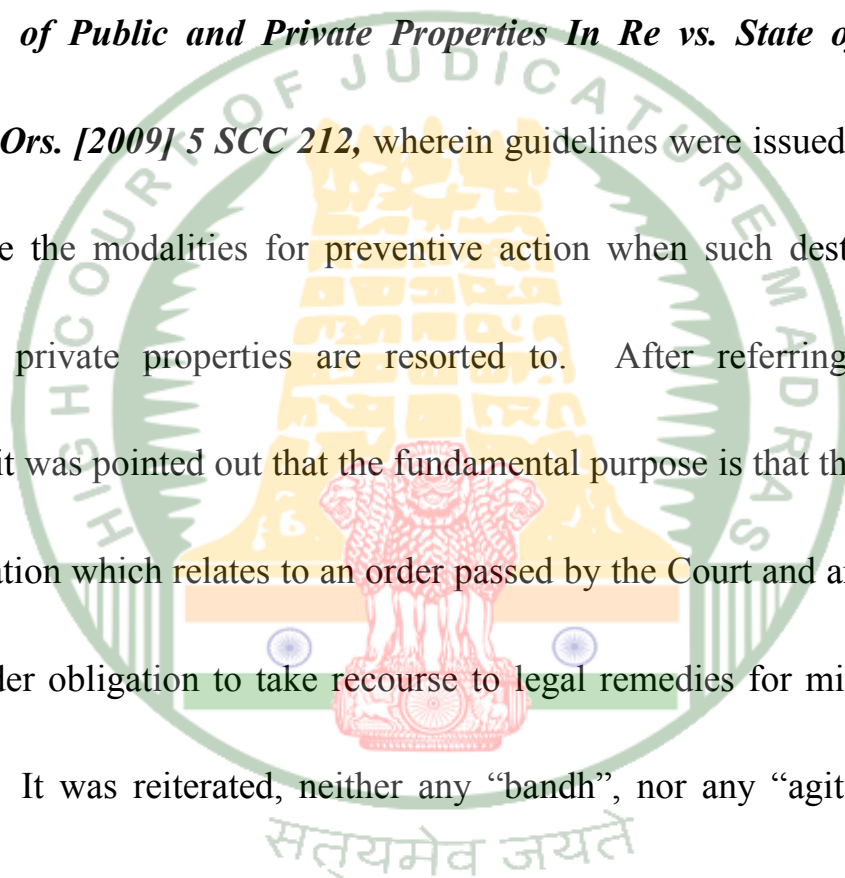 of Public and Private Properties In Re vs. State o
Ors. [2009] 5 SCC 212, wherein guidelines were issued
e the modalities for preventive action when such dest
private properties are resorted to. After referring
it was pointed out that the fundamental purpose is that th
ation which relates to an order passed by the Court and a
der obligation to take recourse to legal remedies for mi
It was reiterated, neither any “bandh”, nor any “agit
HIGH COURT OF JUDICATURE MADRAS
सत्यमेव जयते